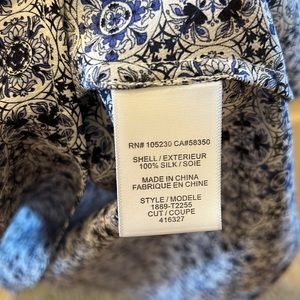 RN# 105230 CA#58350
SHELL / EXTERIEUR
100% SILK / SOIE
MADE IN CHINA
FABRIQUE EN CHINE
STYLE / MODELE
1889-T2255
CUT / COUPE
416327